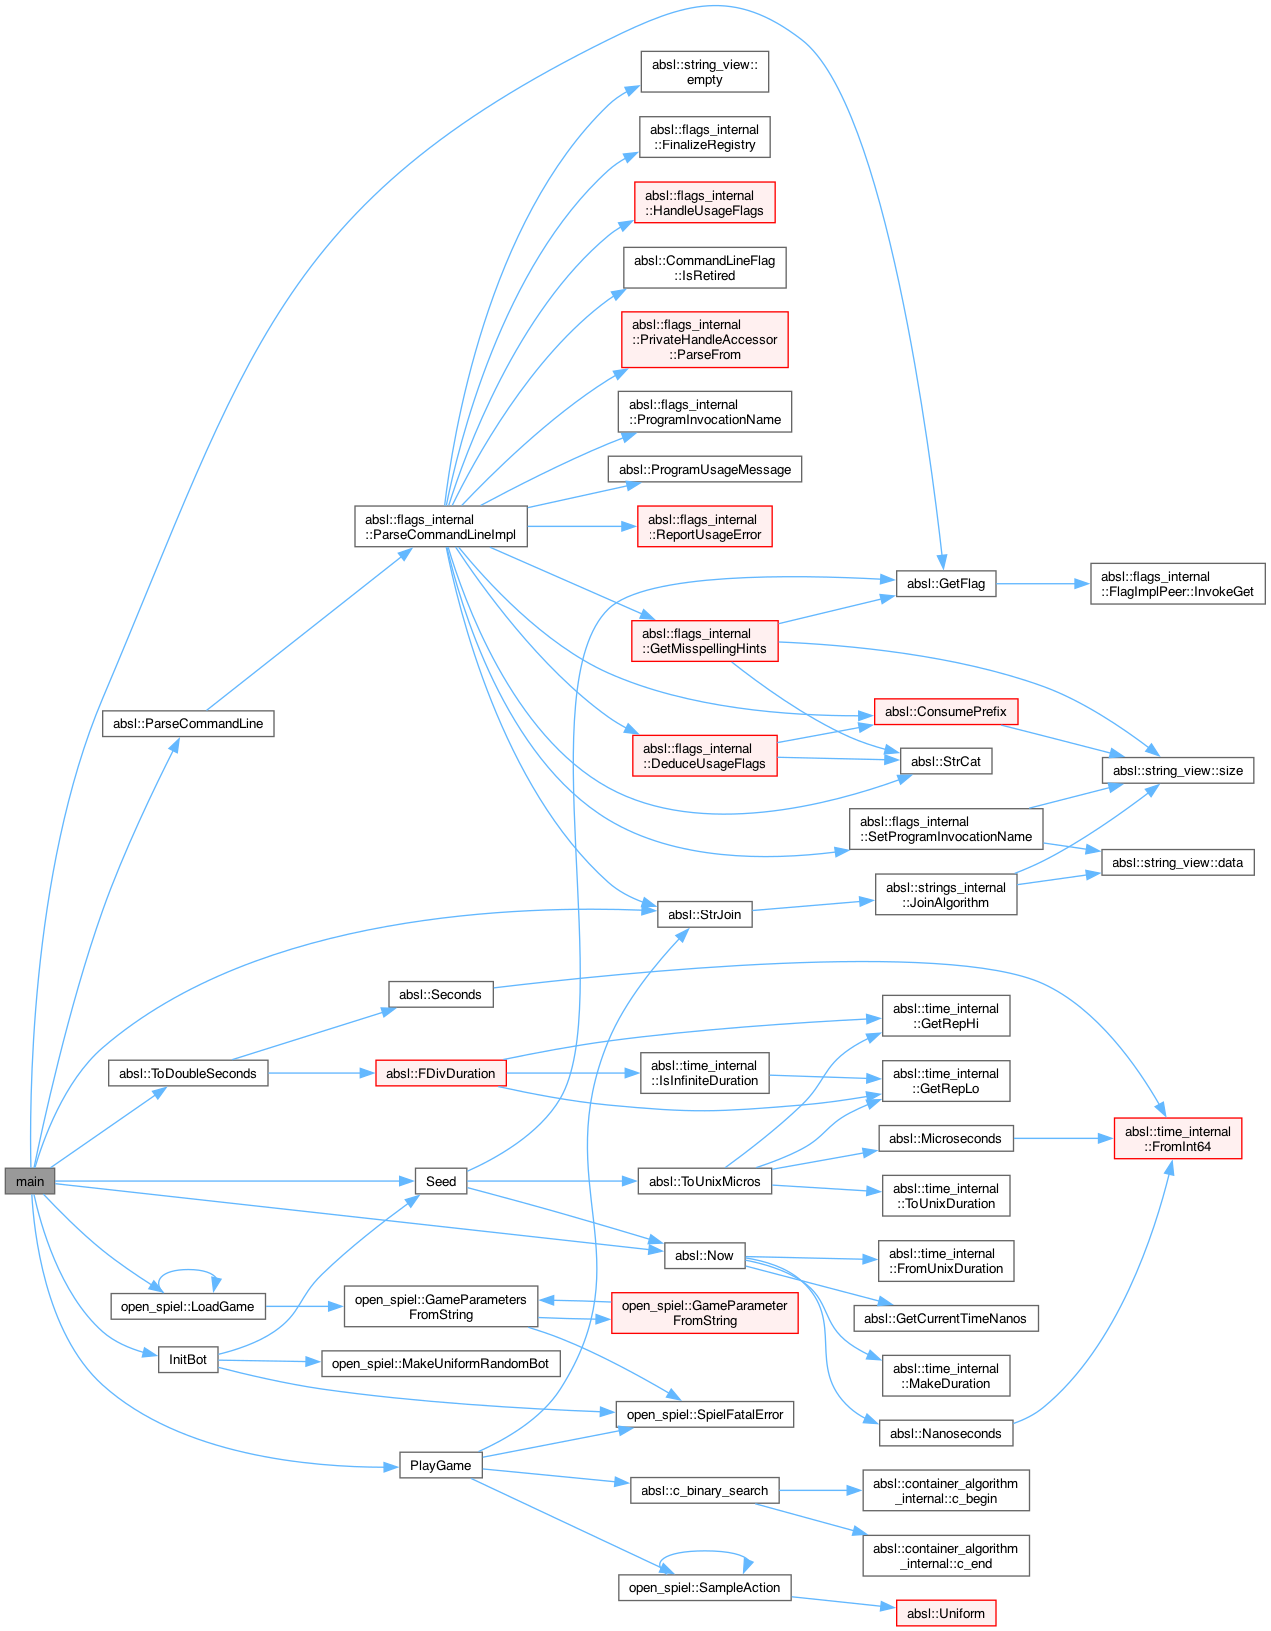 absl::string_view::
empty
absl::flags_internal
::FinalizeRegistry
absl::flags_internal
::HandleUsageFlags
absl::CommandLineFlag
::IsRetired
absl::flags_internal
::PrivateHandleAccessor
::ParseFrom
absl::flags_internal
::ProgramInvocationName
absl::ProgramUsageMessage
absl::flags_internal
::ParseCommandLineImpl
absl::flags_internal
::ReportUsageError
absl::GetFlag
absl::flags_internal
::FlagImplPeer::InvokeGet
absl::flags_internal
::GetMisspellingHints
absl::ParseCommandLine
absl::ConsumePrefix
absl::flags_internal
::DeduceUsageFlags
absl::StrCat
absl::string_view::size
absl::flags_internal
::SetProgramInvocationName
absl::string_view::data
absl::strings_internal
::JoinAlgorithm
absl::StrJoin
absl::Seconds
absl::time_internal
::GetRepHi
absl::ToDoubleSeconds
absl::FDivDuration
absl::time_internal
::IsInfiniteDuration
absl::time_internal
::GetRepLo
absl::Microseconds
absl::time_internal
::FromInt64
main
Seed
absl::ToUnixMicros
absl::time_internal
::ToUnixDuration
absl::Now
absl::time_internal
::FromUnixDuration
open_spiel::LoadGame
open_spiel::GameParameters
FromString
open_spiel::GameParameter
FromString
absl::GetCurrentTimeNanos
InitBot
open_spiel::MakeUniformRandomBot
absl::time_internal
::MakeDuration
open_spiel::SpielFatalError
absl::Nanoseconds
PlayGame
absl::c_binary_search
absl::container_algorithm
_internal::c_begin
absl::container_algorithm
_internal::c_end
open_spiel::SampleAction
absl::Uniform